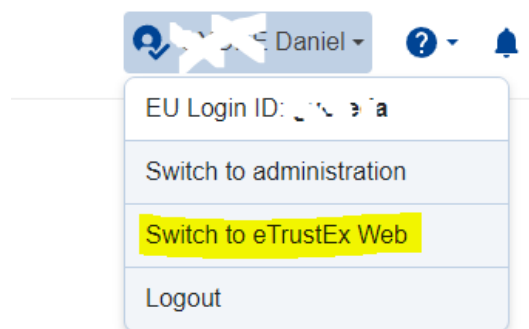 Daniel
EU Login ID:
Switch to administration
Switch to eTrustEx Web
Logout